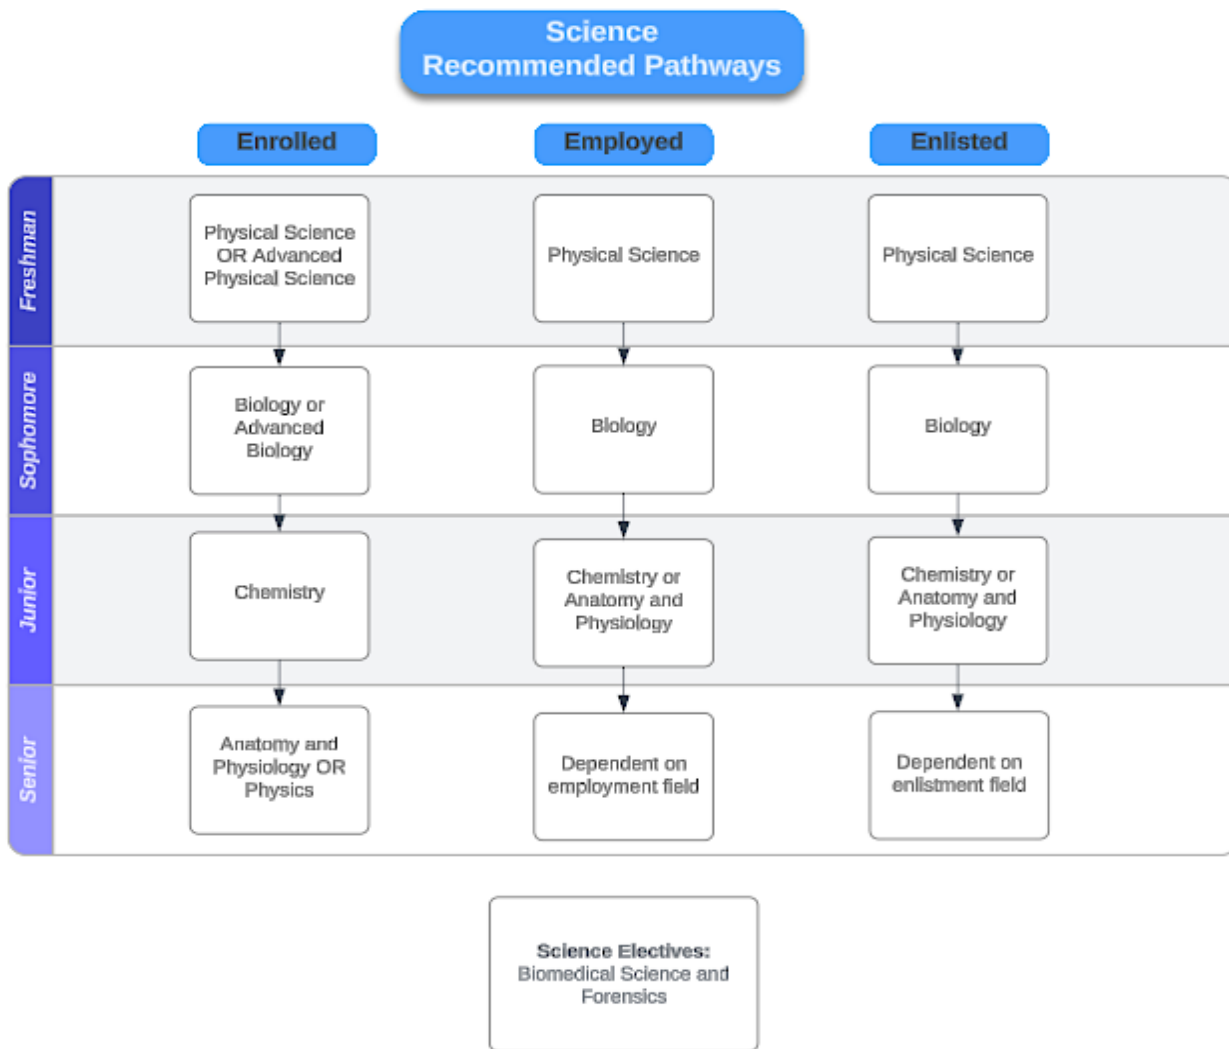 Science
Recommended Pathways
Enrolled
Employed
Enlisted
Freshman
Physical Science
OR Advanced
Physical Science
Physical Science
Physical Science
Sophomore
Biology or
Advanced
Biology
BIology
Biology
Junior
Chemistry
Chemistry or
Anatomy and
Physiology
Chemistry or
Anatomy and
Physiology
Senior
Anatomy and
Physiology OR
Physics
Dependent on
employment field
Dependent on
enlistment field
Science Electives:
Biomedical Science and
Forensics